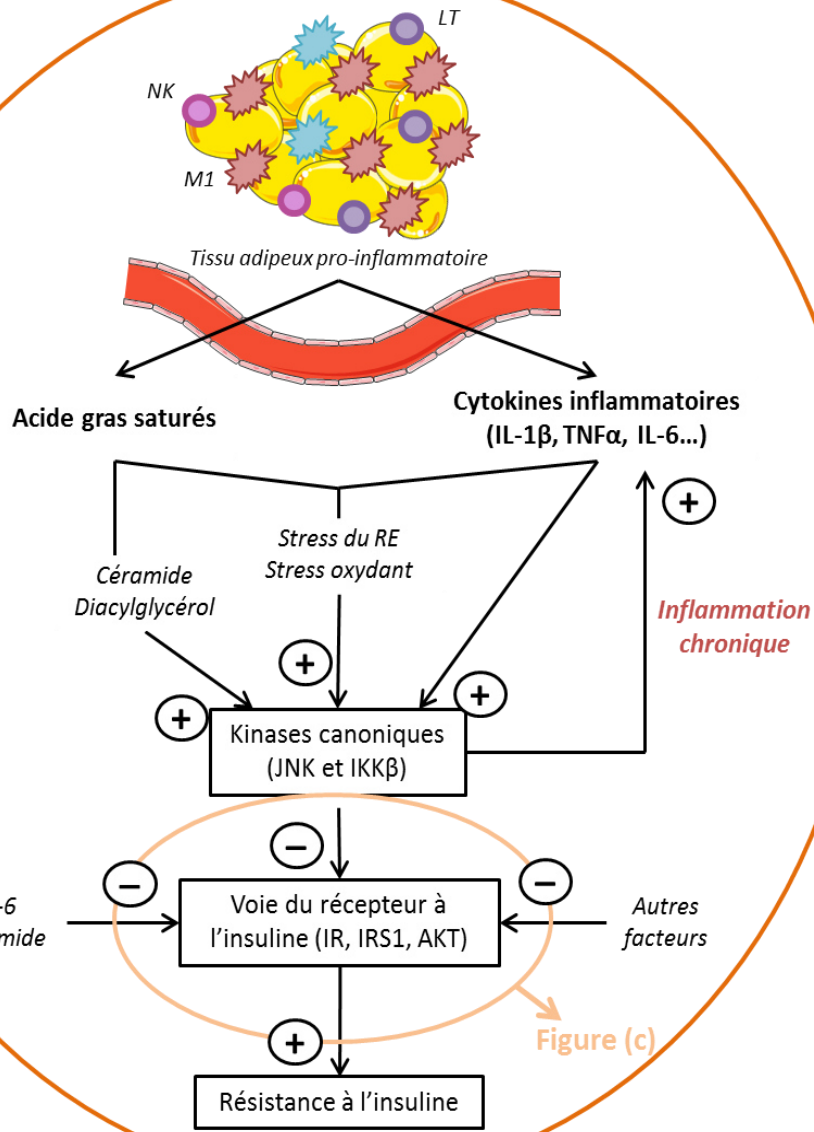 LT
NK
M1
Tissu adipeux pro-inflammatoire
Acide gras saturés
Cytokines inflammatoires
(IL-1β, TNFα, IL-6...)
+
Stress du RE
Stress oxydant
Céramide
Diacylglycérol
Inflammation
chronique
+
+
+
Kinases canoniques
(JNK et IKKβ)
−
−
−
-6
mide
Voie du récepteur à
l'insuline (IR, IRS1, AKT)
Autres
facteurs
+
Figure (c)
Résistance à l'insuline